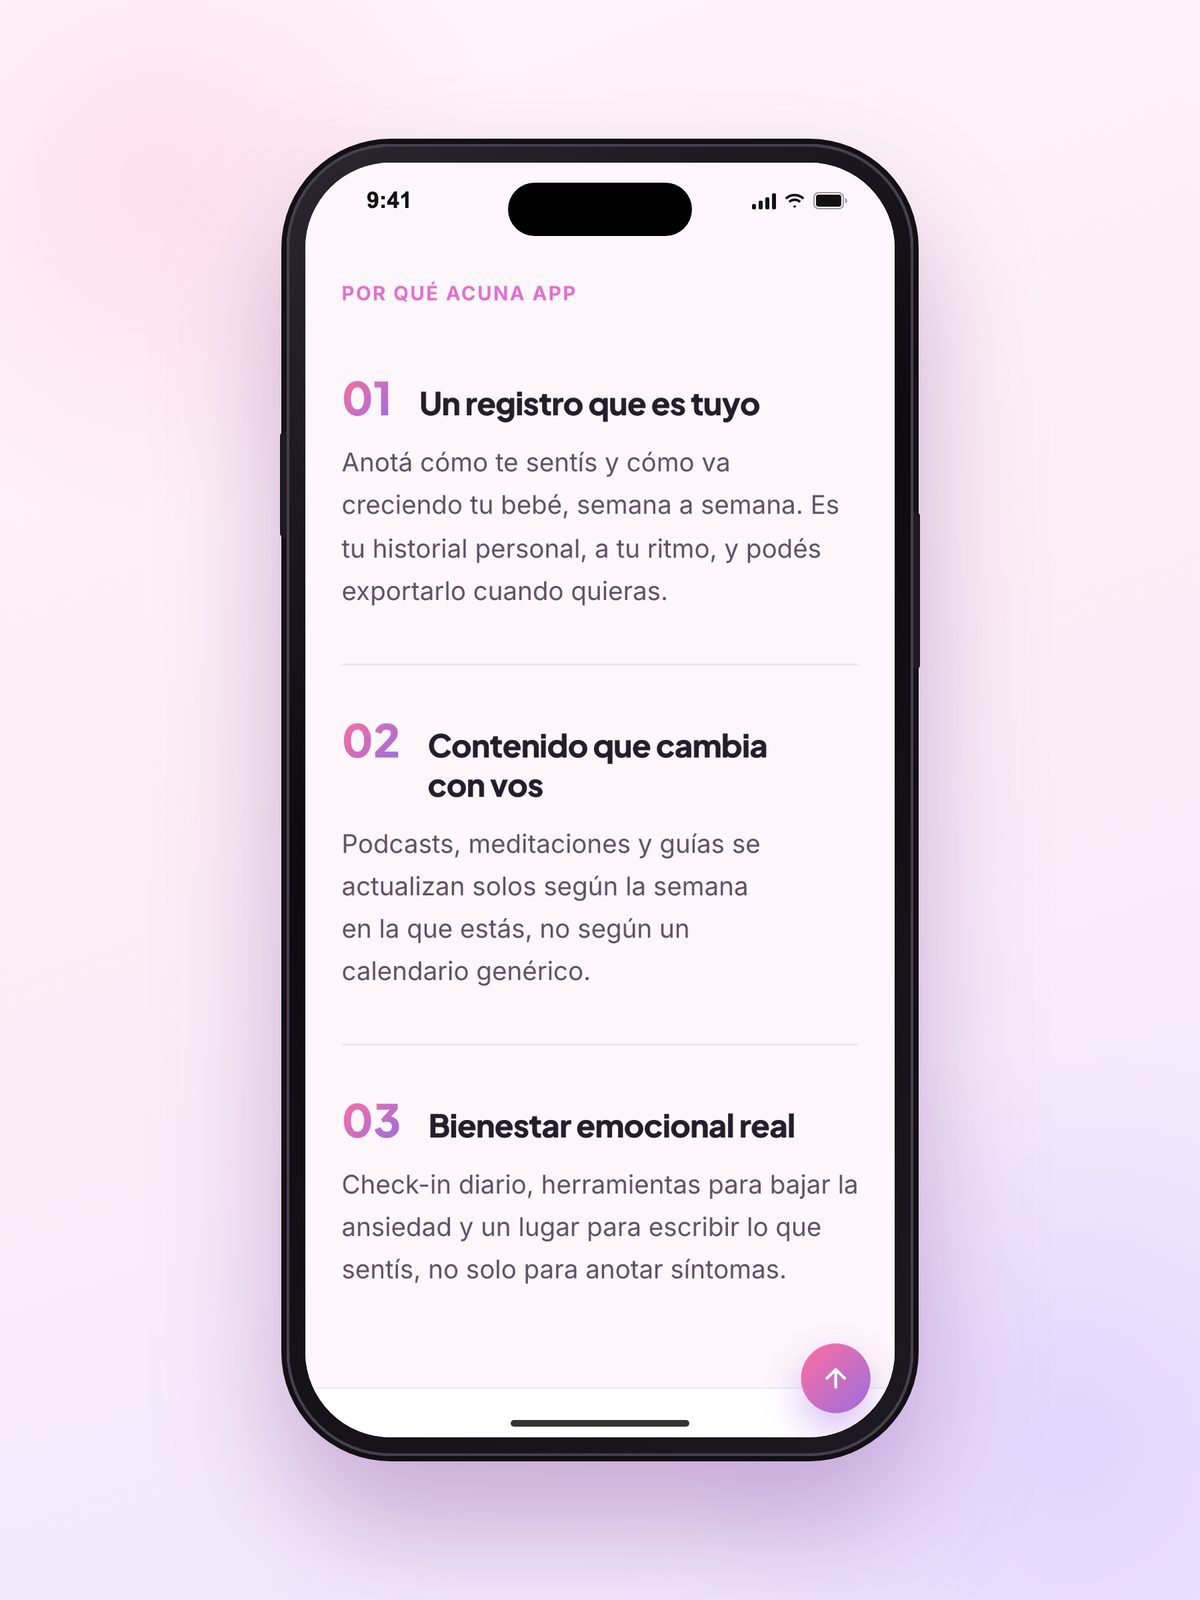 9:41
POR QUÉ ACUNA APP
01 Un registro que es tuyo
Anotá cómo te sentís y cómo va
creciendo tu bebé, semana a semana. Es
tu historial personal, a tu ritmo, y podés
exportarlo cuando quieras.
02 Contenido que cambia
con vos
Podcasts, meditaciones y guías se
actualizan solos según la semana
en la que estás, no según un
calendario genérico.
03 Bienestar emocional real
Check-in diario, herramientas para bajar la
ansiedad y un lugar para escribir lo que
sentís, no solo para anotar síntomas.